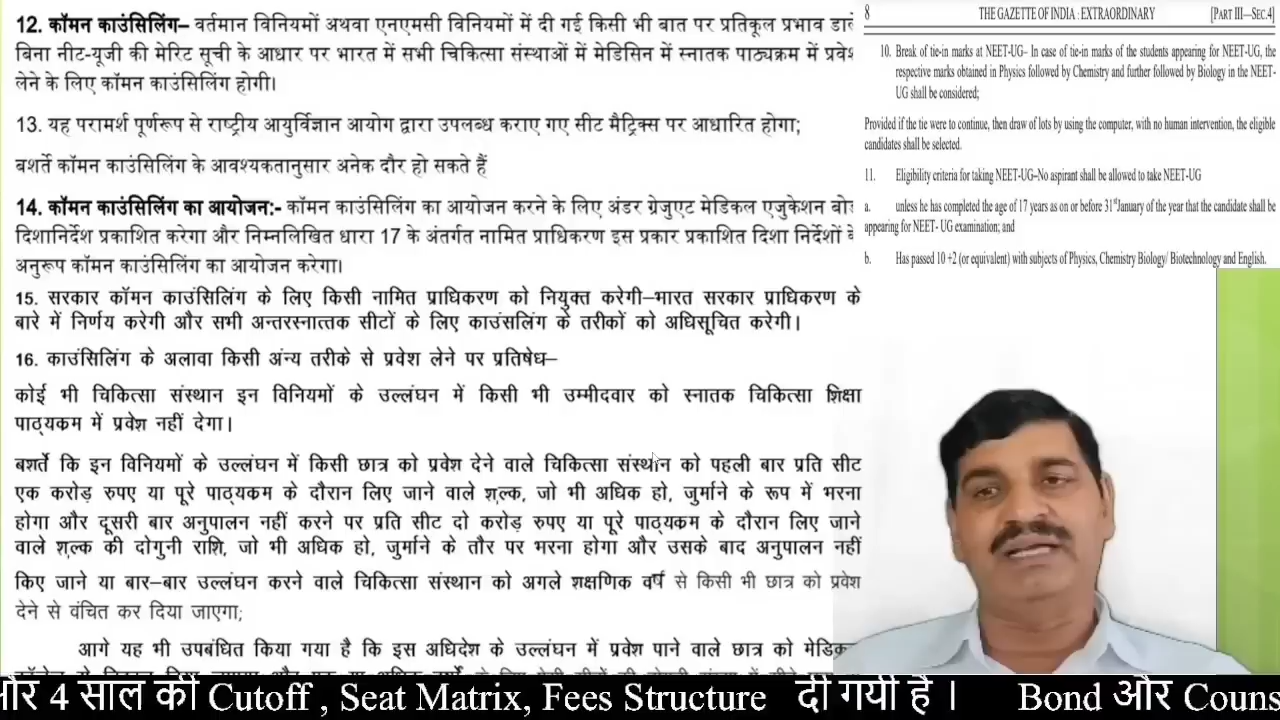 12. कॉमन काउंसिलिंग– वर्तमान विनियमों अथवा एनएमसी विनियमों में दी गई किसी भी बात पर प्रतिकूल प्रभाव डाले
बिना नीट-यूजी की मेरिट सूची के आधार पर भारत में सभी चिकित्सा संस्थाओं में मेडिसिन में स्नातक पाठ्यक्रम में प्रवेश
लेने के लिए कॉमन काउंसिलिंग होगी।
13. यह परामर्श पूर्णरूप से राष्ट्रीय आयुर्विज्ञान आयोग द्वारा उपलब्ध कराए गए सीट मैट्रिक्स पर आधारित होगा;
बशर्ते कॉमन काउंसिलिंग के आवश्यकतानुसार अनेक दौर हो सकते हैं
14. कॉमन काउंसिलिंग का आयोजन:- कॉमन काउंसिलिंग का आयोजन करने के लिए अंडर ग्रेजुएट मेडिकल एजुकेशन बोर्ड
दिशानिर्देश प्रकाशित करेगा और निम्नलिखित धारा 17 के अंतर्गत नामित प्राधिकरण इस प्रकार प्रकाशित दिशा निर्देशों के
अनुरूप कॉमन काउंसिलिंग का आयोजन करेगा।
15. सरकार कॉमन काउंसिलिंग के लिए किसी नामित प्राधिकरण को नियुक्त करेगी–भारत सरकार प्राधिकरण के
बारे में निर्णय करेगी और सभी अन्तरस्नात्तक सीटों के लिए काउंसलिंग के तरीकों को अधिसूचित करेगी।
16. काउंसिलिंग के अलावा किसी अंन्य तरीके से प्रवेश लेने पर प्रतिषेध–
कोई भी चिकित्सा संस्थान इन विनियमों के उल्लंघन में किसी भी उम्मीदवार को स्नातक चिकित्सा शिक्षा
पाठ्यकम में प्रवेश नहीं देगा।
बशर्ते कि इन विनियमों के उल्लंघन में किसी छात्र को प्रवेश देने वाले चिकित्सा संस्थान को पहली बार प्रति सीट
एक करोड़ रुपए या पूरे पाठ्यकम के दौरान लिए जाने वाले शुल्क, जो भी अधिक हो, जुर्माने के रूप में भरना
होगा और दूसरी बार अनुपालन नहीं करने पर प्रति सीट दो करोड़ रुपए या पूरे पाठ्यकम के दौरान लिए जाने
वाले शुल्क की दोगुनी राशि, जो भी अधिक हो, जुर्माने के तौर पर भरना होगा और उसके बाद अनुपालन नहीं
किए जाने या बार–बार उल्लंघन करने वाले चिकित्सा संस्थान को अगले शक्षणिक वर्ष से किसी भी छात्र को प्रवेश
देने से वंचित कर दिया जाएगा;
आगे यह भी उपबंधित किया गया है कि इस अधिदेश के उल्लंघन में प्रवेश पाने वाले छात्र को मेडिकल
8 THE GAZETTE OF INDIA : EXTRAORDINARY [PART III—SEC.4]
10. Break of tie-in marks at NEET-UG– In case of tie-in marks of the students appearing for NEET-UG, the
respective marks obtained in Physics followed by Chemistry and further followed by Biology in the NEET-
UG shall be considered;
Provided if the tie were to continue, then draw of lots by using the computer, with no human intervention, the eligible
candidates shall be selected.
11. Eligibility criteria for taking NEET-UG–No aspirant shall be allowed to take NEET-UG
a. unless he has completed the age of 17 years as on or before 31st January of the year that the candidate shall be
appearing for NEET- UG examination; and
b. Has passed 10 +2 (or equivalent) with subjects of Physics, Chemistry Biology/ Biotechnology and English.
और 4 साल की Cutoff , Seat Matrix, Fees Structure दी गयी है । Bond और Couns